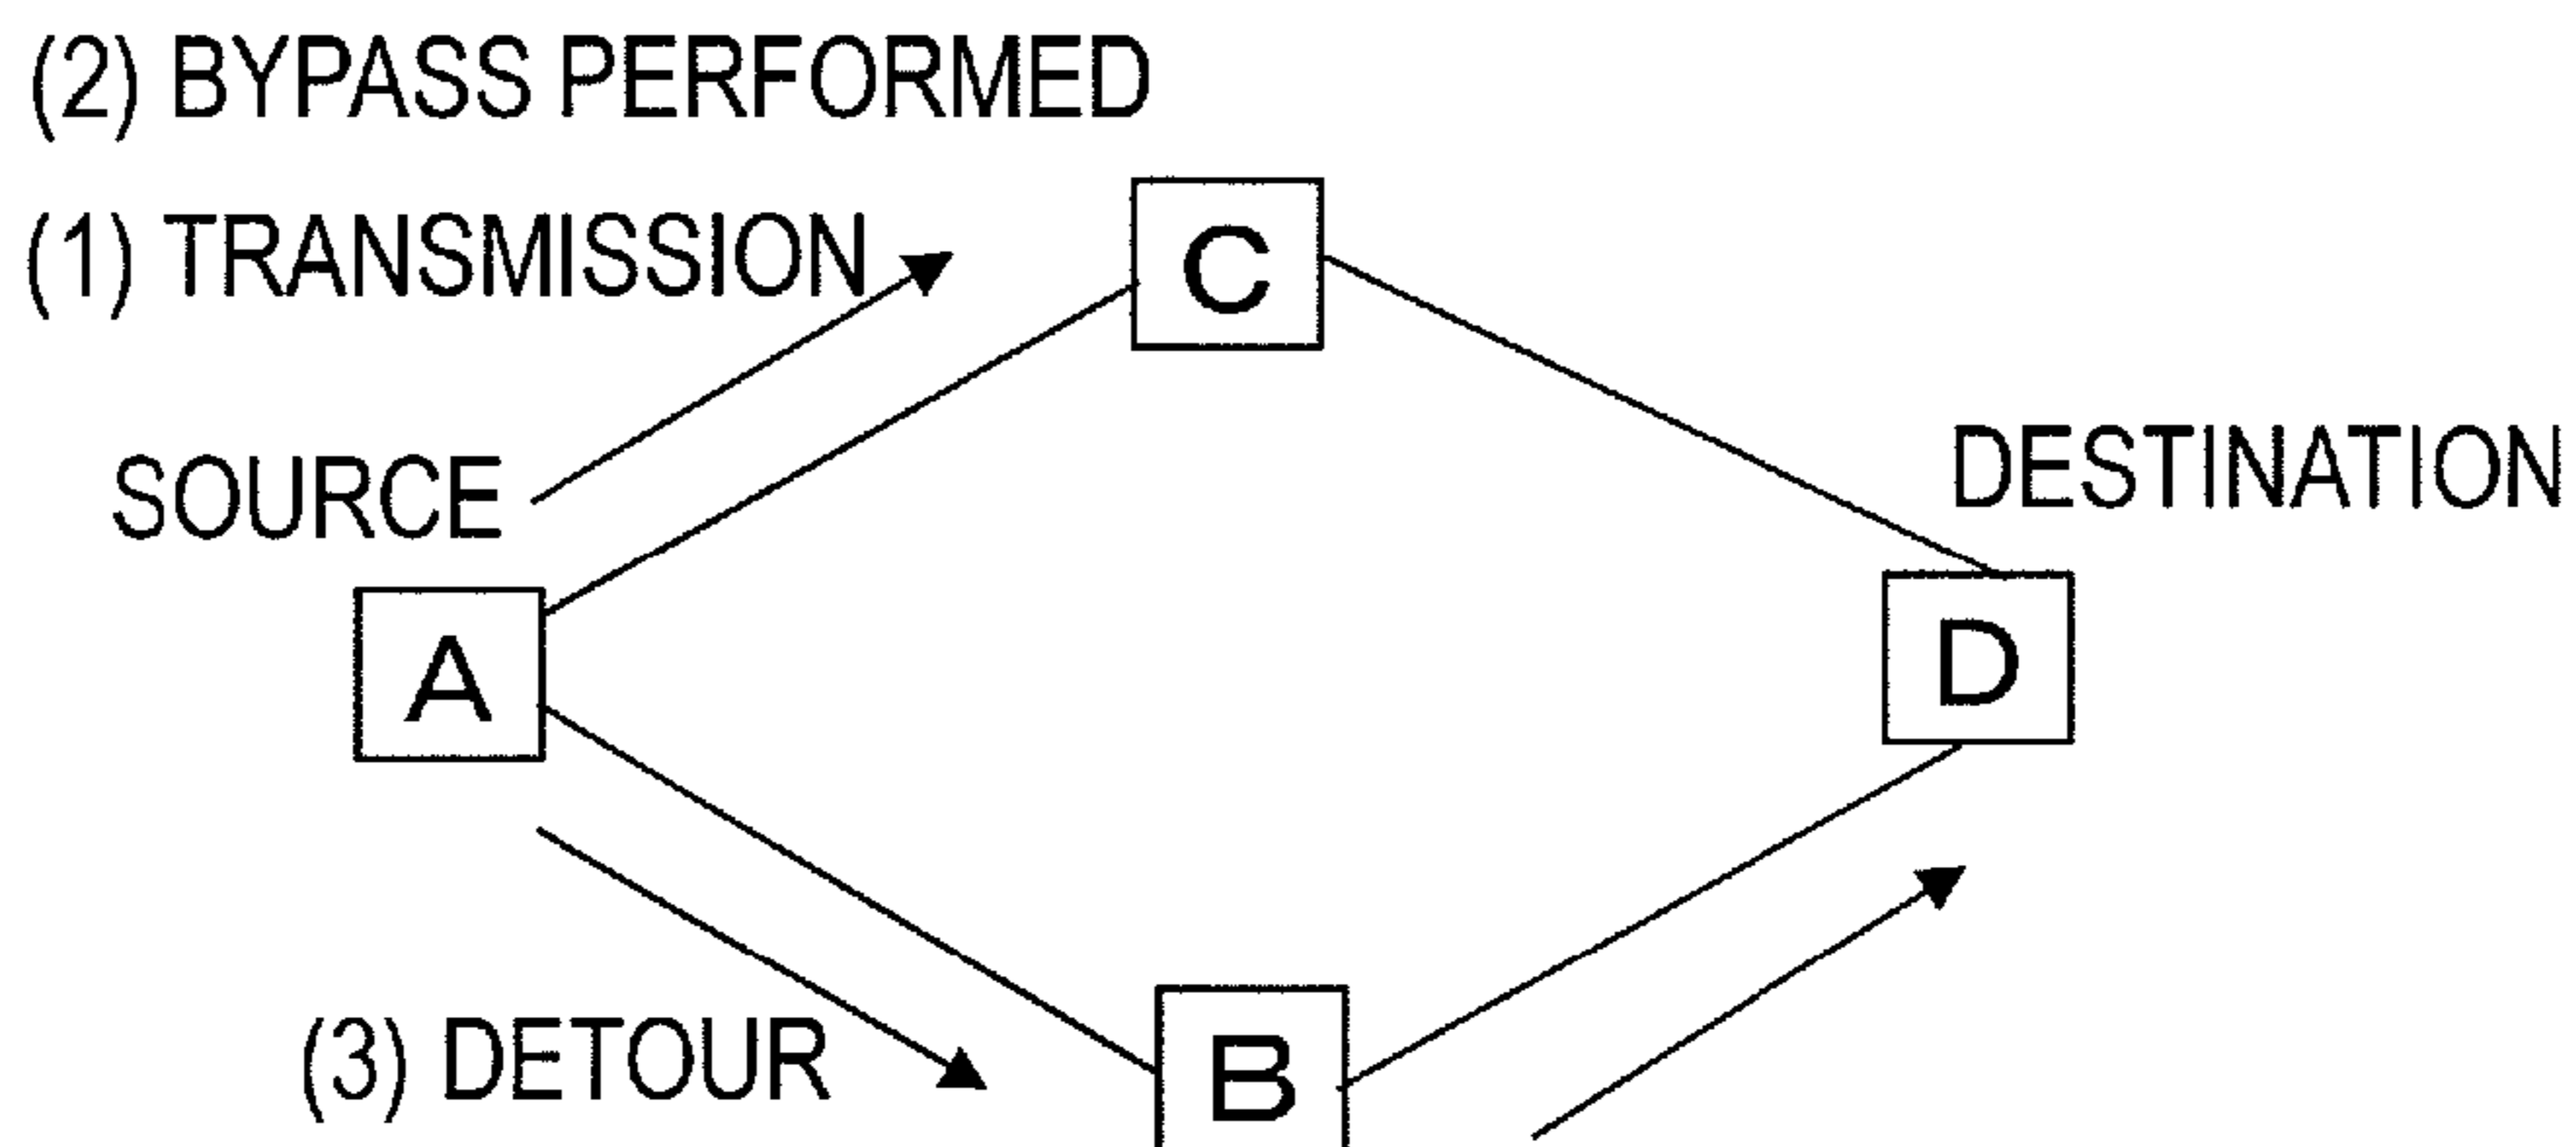 (2) BYPASS PERFORMED
(1) TRANSMISSION
C
SOURCE
DESTINATION
A
D
(3) DETOUR
B